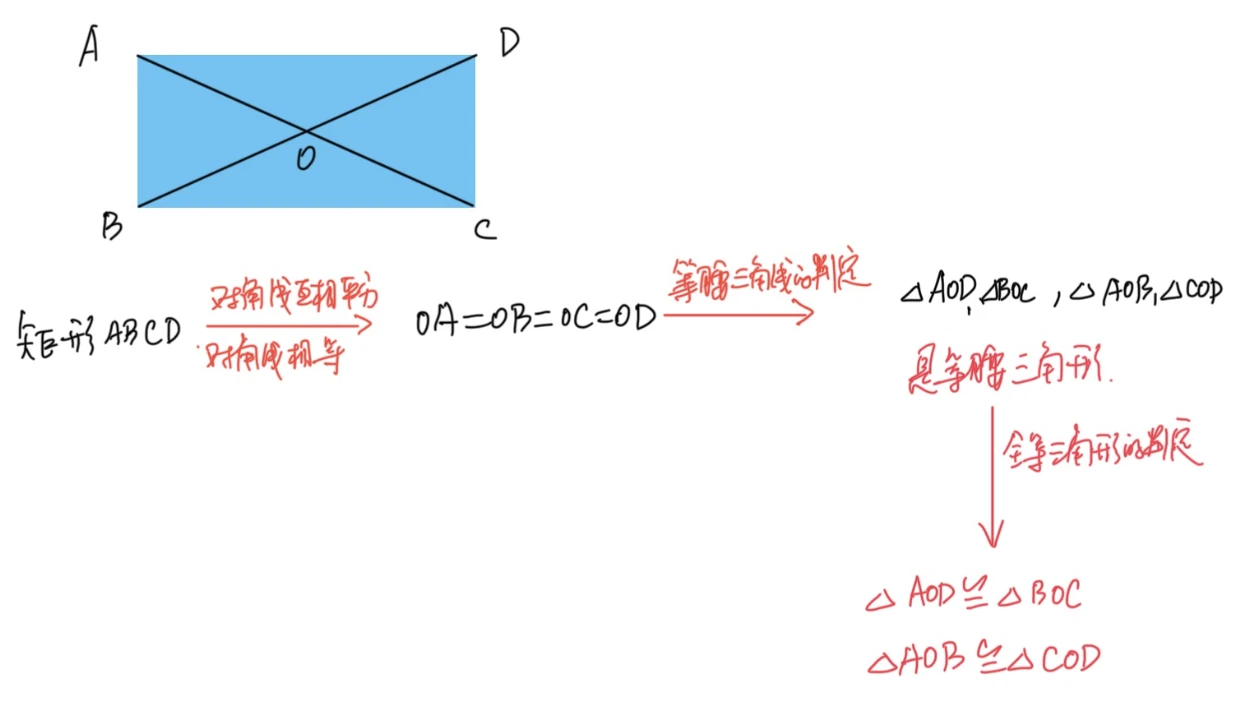 A
D
O
B
C
矩形ABCD
对角线互相平分
对角线相等
OA=OB=OC=OD
等腰三角线的判定
△AOD,△BOC,△AOB,△COD
是等腰三角形.
全等三角形的判定
△AOD≌△BOC
△AOB≌△COD